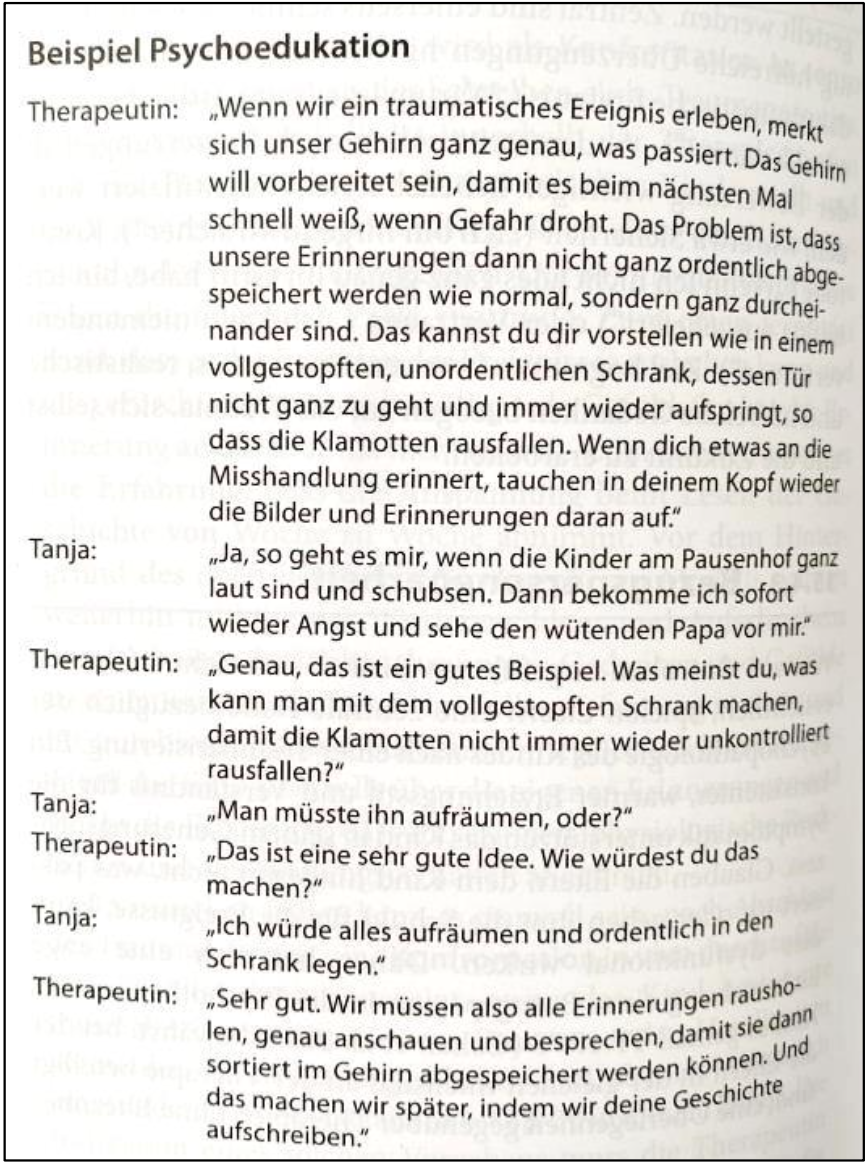 Beispiel Psychoedukation
Therapeutin: „Wenn wir ein traumatisches Ereignis erleben, merkt
sich unser Gehirn ganz genau, was passiert. Das Gehirn
will vorbereitet sein, damit es beim nächsten Mal
schnell weiß, wenn Gefahr droht. Das Problem ist, dass
unsere Erinnerungen dann nicht ganz ordentlich abge-
speichert werden wie normal, sondern ganz durchei-
nander sind. Das kannst du dir vorstellen wie in einem
vollgestopften, unordentlichen Schrank, dessen Tür
nicht ganz zu geht und immer wieder aufspringt, so
dass die Klamotten rausfallen. Wenn dich etwas an die
Misshandlung erinnert, tauchen in deinem Kopf wieder
die Bilder und Erinnerungen daran auf.“
Tanja: „Ja, so geht es mir, wenn die Kinder am Pausenhof ganz
laut sind und schubsen. Dann bekomme ich sofort
wieder Angst und sehe den wütenden Papa vor mir.“
Therapeutin: „Genau, das ist ein gutes Beispiel. Was meinst du, was
kann man mit dem vollgestopften Schrank machen,
damit die Klamotten nicht immer wieder unkontrolliert
rausfallen?“
Tanja: „Man müsste ihn aufräumen, oder?“
Therapeutin: „Das ist eine sehr gute Idee. Wie würdest du das
machen?“
Tanja: „Ich würde alles aufräumen und ordentlich in den
Schrank legen.“
Therapeutin: „Sehr gut. Wir müssen also alle Erinnerungen rausho-
len, genau anschauen und besprechen, damit sie dann
sortiert im Gehirn abgespeichert werden können. Und
das machen wir später, indem wir deine Geschichte
aufschreiben.“